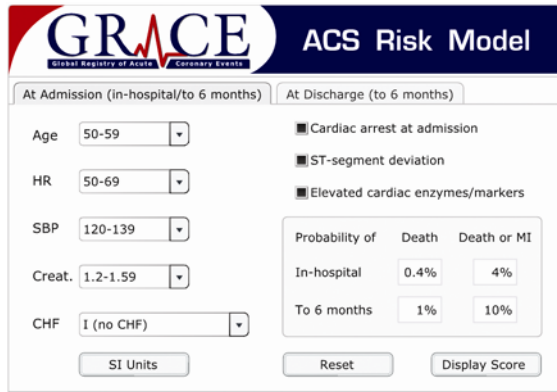 GRACE ACS Risk Model
Global Registry of Acute Coronary Events
At Admission (in-hospital/to 6 months) At Discharge (to 6 months)
Age 50-59 Cardiac arrest at admission
ST-segment deviation
HR 50-69 Elevated cardiac enzymes/markers
SBP 120-139 Probability of Death Death or MI
Creat. 1.2-1.59 In-hospital 0.4% 4%
CHF I (no CHF) To 6 months 1% 10%
SI Units Reset Display Score